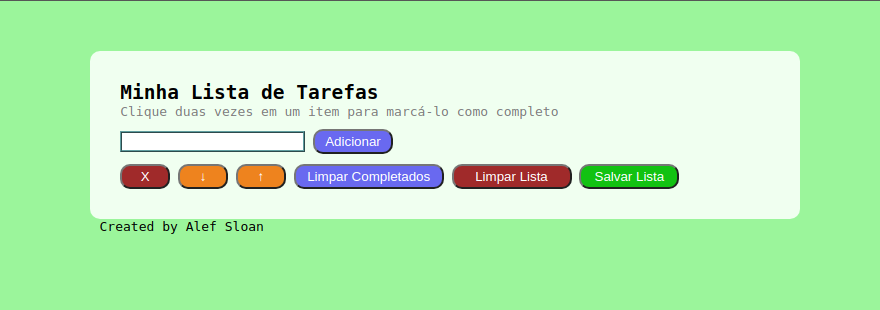 Minha Lista de Tarefas
Clique duas vezes em um item para marcá-lo como completo
Adicionar
X ↓ ↑ Limpar Completados Limpar Lista Salvar Lista
Created by Alef Sloan